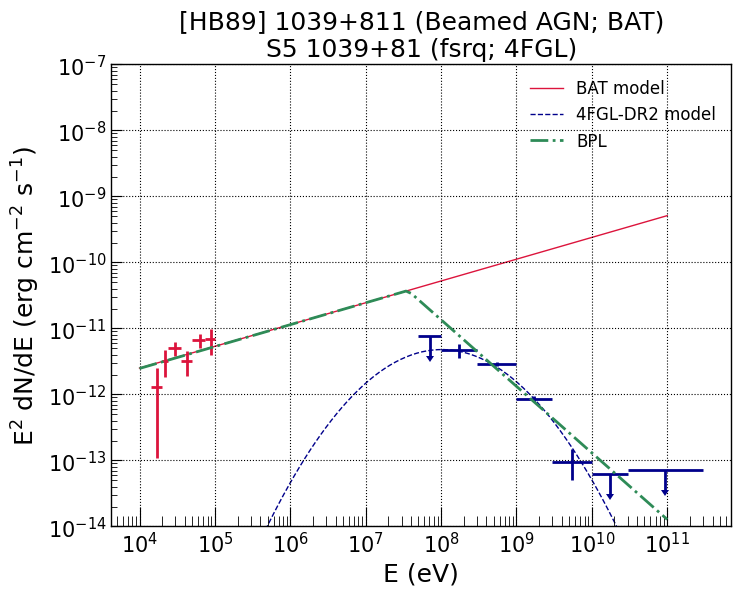 [HB89] 1039+811 (Beamed AGN; BAT)
S5 1039+81 (fsrq; 4FGL)
BAT model
4FGL-DR2 model
BPL
E² dN/dE (erg cm⁻² s⁻¹)
10⁻⁷
10⁻⁸
10⁻⁹
10⁻¹⁰
10⁻¹¹
10⁻¹²
10⁻¹³
10⁻¹⁴
10⁴ 10⁵ 10⁶ 10⁷ 10⁸ 10⁹ 10¹⁰ 10¹¹
E (eV)